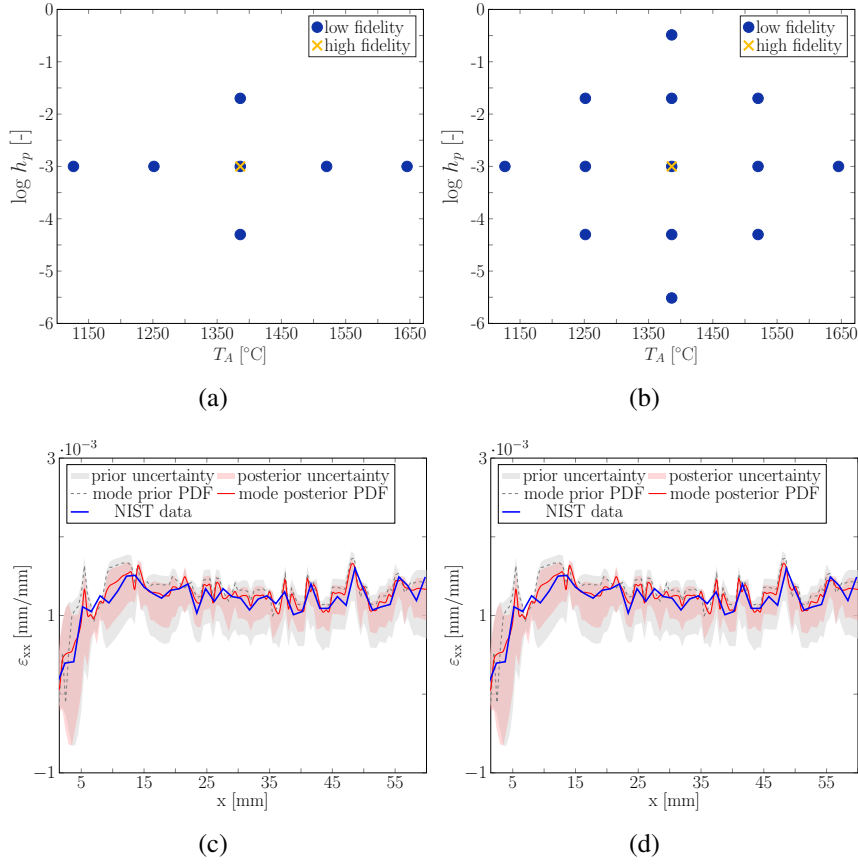 0
-1
-2
-3
-4
-5
-6
log h_p [-]
low fidelity
high fidelity
1150 1250 1350 1450 1550 1650
T_A [°C]
(a)
0
-1
-2
-3
-4
-5
-6
log h_p [-]
low fidelity
high fidelity
1150 1250 1350 1450 1550 1650
T_A [°C]
(b)
3 ·10⁻³
1
−1
ε_xx [mm/mm]
prior uncertainty posterior uncertainty
mode prior PDF mode posterior PDF
NIST data
5 15 25 35 45 55
x [mm]
(c)
3 ·10⁻³
1
−1
ε_xx [mm/mm]
prior uncertainty posterior uncertainty
mode prior PDF mode posterior PDF
NIST data
5 15 25 35 45 55
x [mm]
(d)